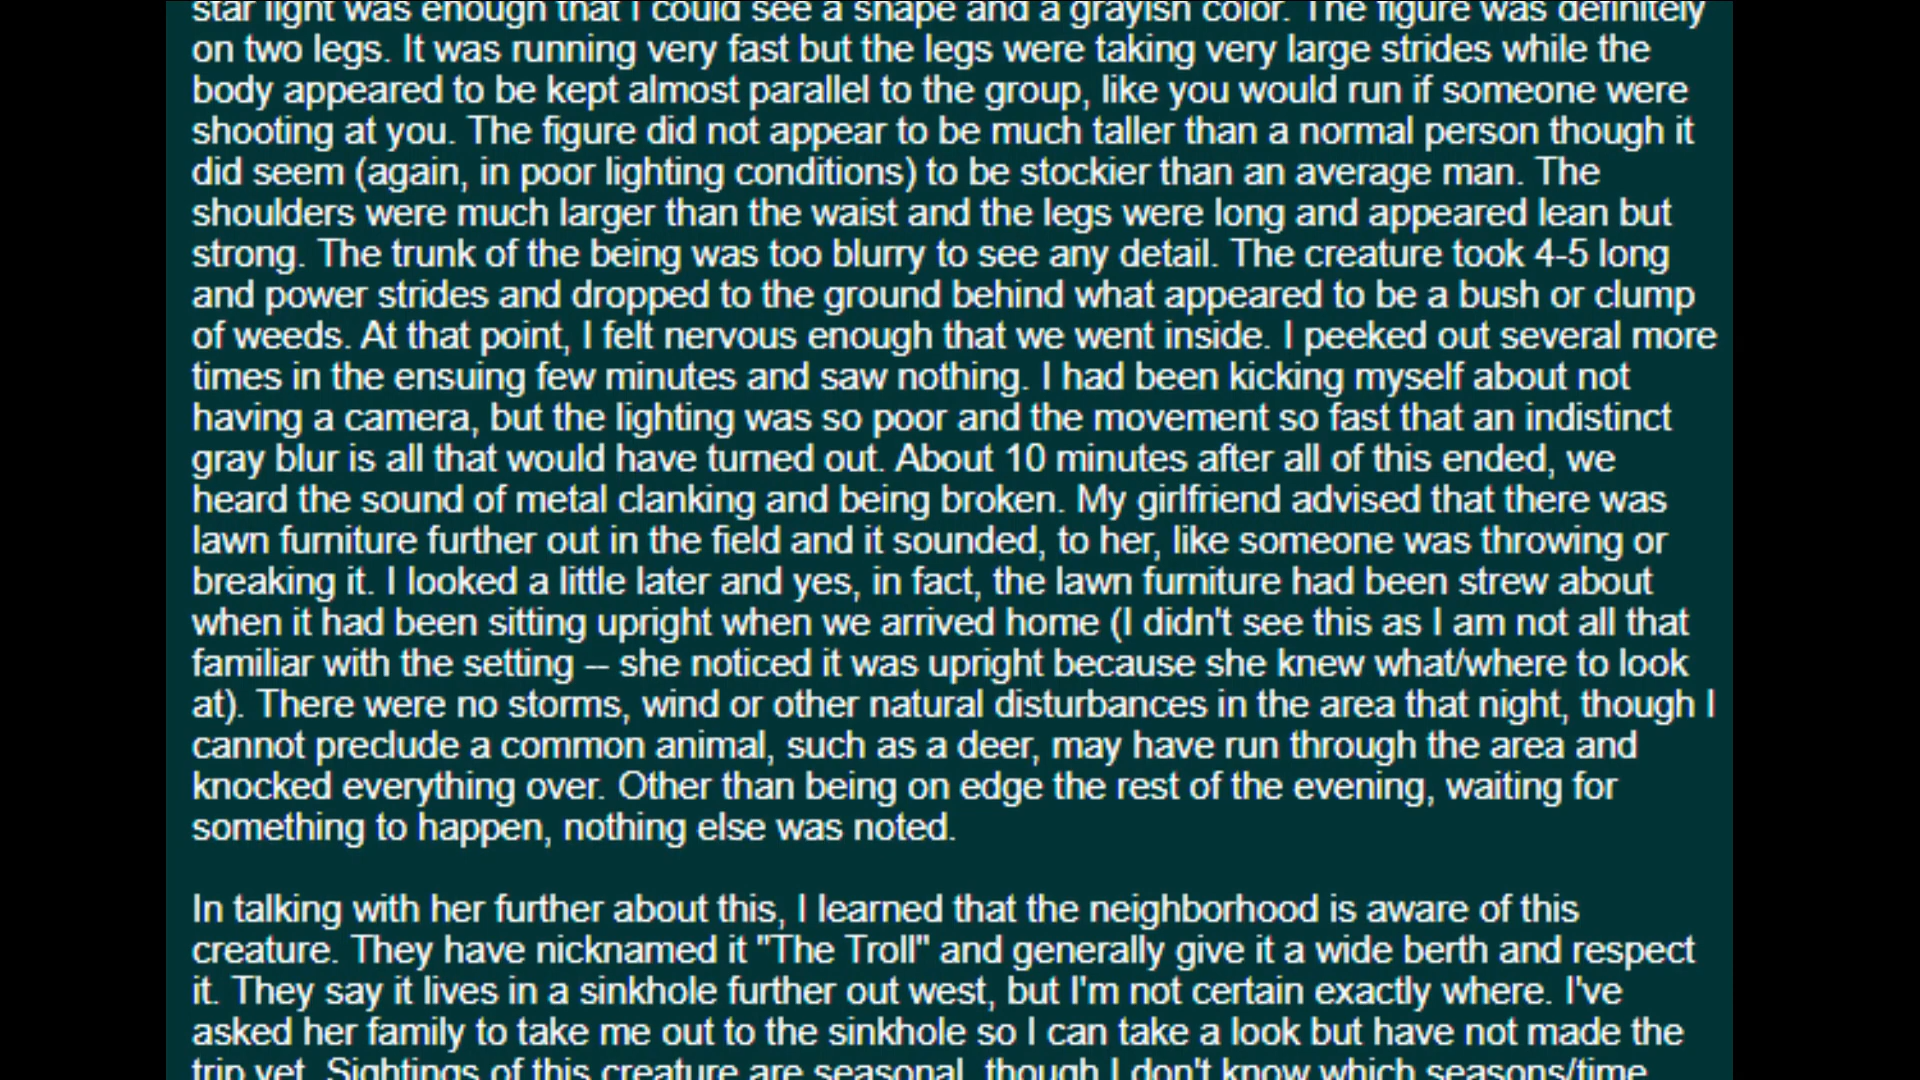 star light was enough that I could see a shape and a grayish color. The figure was definitely
on two legs. It was running very fast but the legs were taking very large strides while the
body appeared to be kept almost parallel to the group, like you would run if someone were
shooting at you. The figure did not appear to be much taller than a normal person though it
did seem (again, in poor lighting conditions) to be stockier than an average man. The
shoulders were much larger than the waist and the legs were long and appeared lean but
strong. The trunk of the being was too blurry to see any detail. The creature took 4-5 long
and power strides and dropped to the ground behind what appeared to be a bush or clump
of weeds. At that point, I felt nervous enough that we went inside. I peeked out several more
times in the ensuing few minutes and saw nothing. I had been kicking myself about not
having a camera, but the lighting was so poor and the movement so fast that an indistinct
gray blur is all that would have turned out. About 10 minutes after all of this ended, we
heard the sound of metal clanking and being broken. My girlfriend advised that there was
lawn furniture further out in the field and it sounded, to her, like someone was throwing or
breaking it. I looked a little later and yes, in fact, the lawn furniture had been strew about
when it had been sitting upright when we arrived home (I didn't see this as I am not all that
familiar with the setting – she noticed it was upright because she knew what/where to look
at). There were no storms, wind or other natural disturbances in the area that night, though I
cannot preclude a common animal, such as a deer, may have run through the area and
knocked everything over. Other than being on edge the rest of the evening, waiting for
something to happen, nothing else was noted.
In talking with her further about this, I learned that the neighborhood is aware of this
creature. They have nicknamed it "The Troll" and generally give it a wide berth and respect
it. They say it lives in a sinkhole further out west, but I'm not certain exactly where. I've
asked her family to take me out to the sinkhole so I can take a look but have not made the
trip yet. Sightings of this creature are seasonal, though I don't know which seasons/time